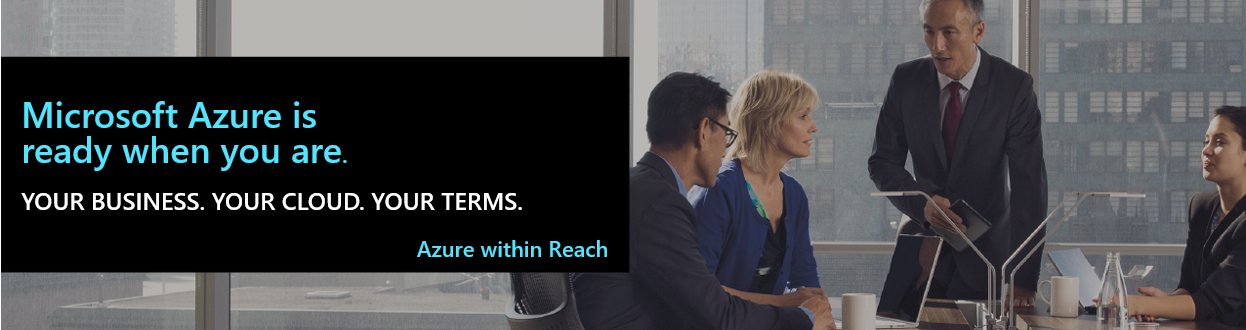 Microsoft Azure is
ready when you are.
YOUR BUSINESS. YOUR CLOUD. YOUR TERMS.
Azure within Reach